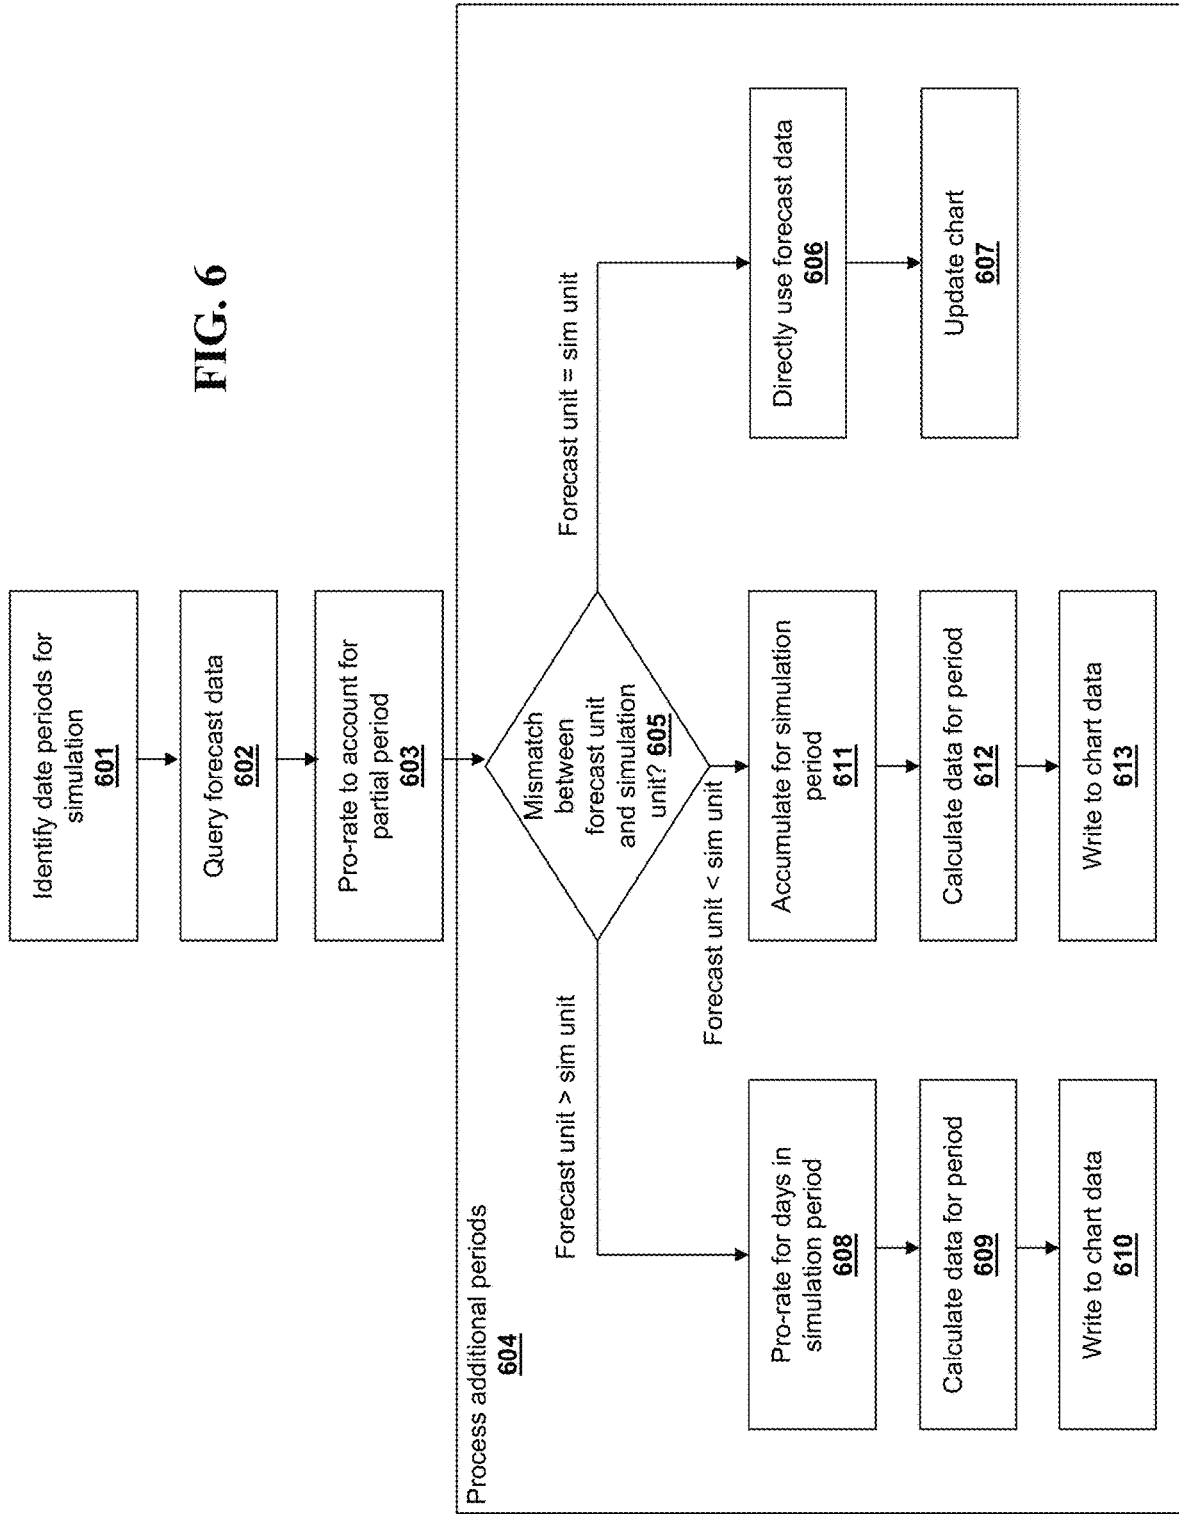 FIG. 6
Identify date periods for
simulation
601
Query forecast data
602
Pro-rate to account for
partial period
603
Process additional periods
604
Mismatch
between
forecast unit
and simulation
unit? 605
Forecast unit > sim unit
Forecast unit < sim unit
Forecast unit = sim unit
Pro-rate for days in
simulation period
608
Calculate data for period
609
Write to chart data
610
Accumulate for simulation
period
611
Calculate data for period
612
Write to chart data
613
Directly use forecast data
606
Update chart
607